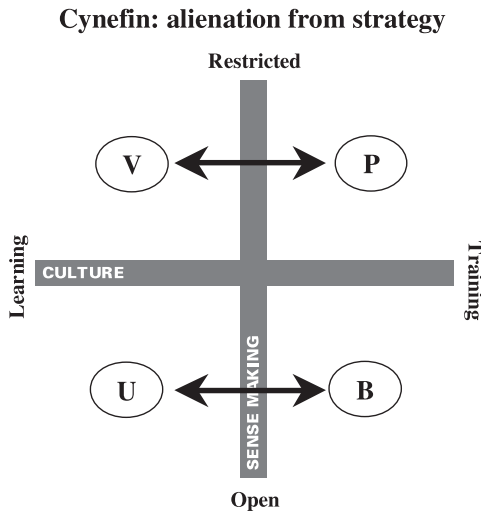 Cynefin: alienation from strategy
Restricted
V
P
Learning
CULTURE
Training
SENSE MAKING
U
B
Open